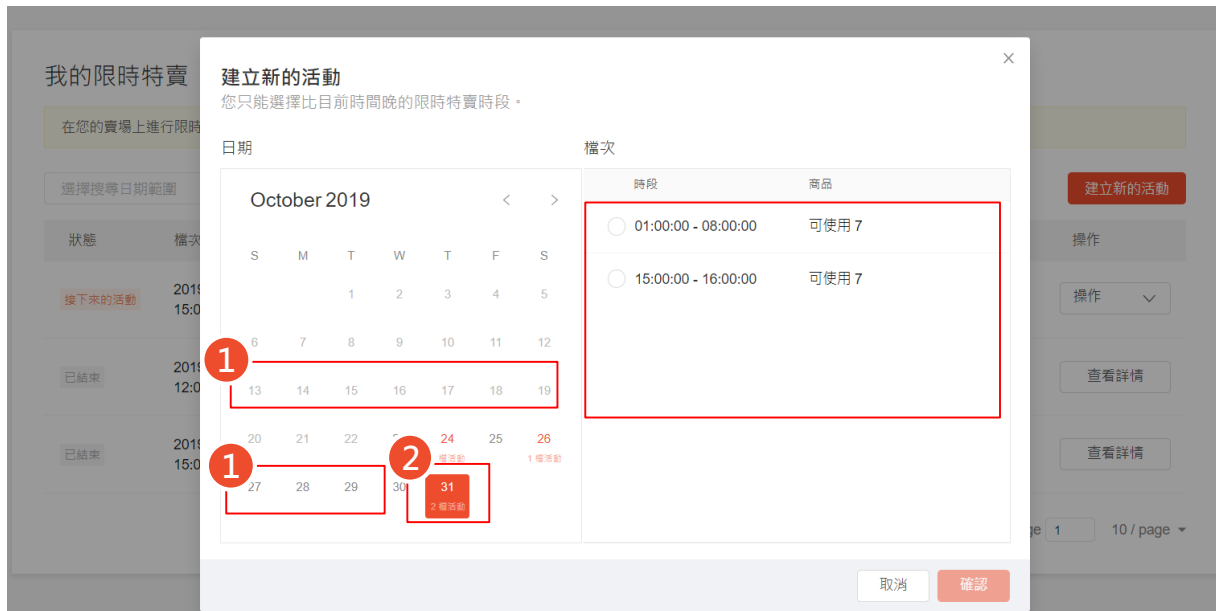 我的限時特賣
在您的賣場上進行限時
選擇搜尋日期範圍
建立新的活動
狀態 檔次 操作
接下來的活動 2019
15:0
操作
已結束 2019
12:0
查看詳情
已結束 2019
15:0
查看詳情
ge 1 10 / page
建立新的活動
您只能選擇比目前時間晚的限時特賣時段。
日期
October 2019
S M T W T F S
1 2 3 4 5
6 7 8 9 10 11 12
1
13 14 15 16 17 18 19
20 21 22 24 25 26
檔活動 1 檔活動
1 2
27 28 29 30 31
2 檔活動
檔次
時段 商品
01:00:00 - 08:00:00 可使用 7
15:00:00 - 16:00:00 可使用 7
取消 確認